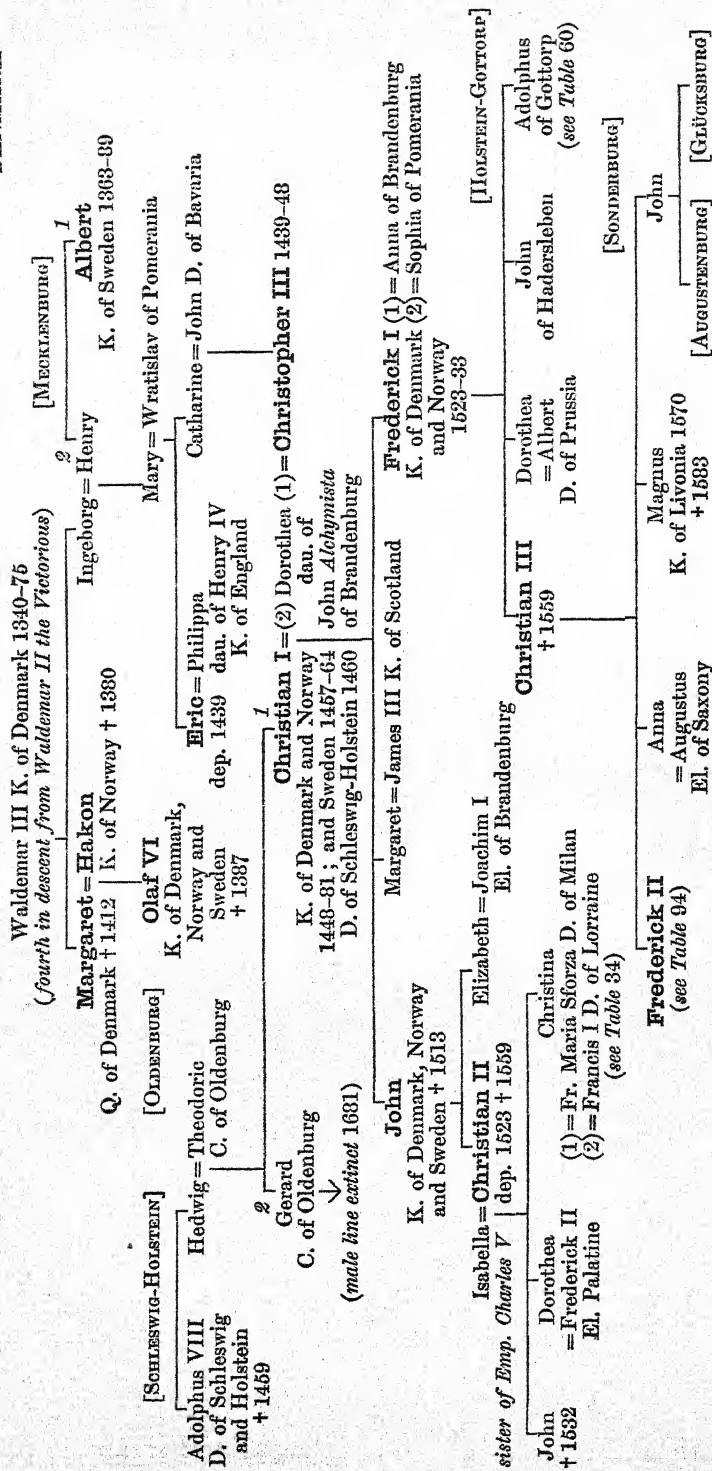 Waldemar III K. of Denmark 1340-75
(fourth in descent from Waldemar II the Victorious)
[MECKLENBURG]
Margaret=Hakon
Q. of Denmark † 1412
K. of Norway † 1380
Ingeborg=Henry
2
1
Albert
K. of Sweden 1363-89
Olaf VI
K. of Denmark,
Norway and
Sweden
†1387
Mary=Wratislav of Pomerania
[SCHLESWIG-HOLSTEIN]
[OLDENBURG]
Eric=Philippa
dep. 1439
dau. of Henry IV
K. of England
Catharine=John D. of Bavaria
Adolphus VIII
D. of Schleswig
and Holstein
†1459
Hedwig=Theodoric
C. of Oldenburg
2
Gerard
C. of Oldenburg
(male line extinct 1681)
1
Christian I=(2) Dorothea (1)=Christopher III 1439-48
K. of Denmark and Norway
1448-81; and Sweden 1457-64
D. of Schleswig-Holstein 1460
dau. of
John Alchymista
of Brandenburg
John
K. of Denmark, Norway
and Sweden † 1513
Margaret=James III K. of Scotland
Frederick I (1)=Anna of Brandenburg
K. of Denmark (2)=Sophia of Pomerania
and Norway
1523-33
[HOLSTEIN-GOTTORP]
Isabella=Christian II
sister of Emp. Charles V
dep. 1523 †1559
Elizabeth=Joachim I
El. of Brandenburg
Christian III
†1559
Dorothea
=Albert
D. of Prussia
John
of Hadersleben
Adolphus
of Gottorp
(see Table 60)
John
†1532
Dorothea
=Frederick II
El. Palatine
Christina
(1)=Fr. Maria Sforza D. of Milan
(2)=Francis I D. of Lorraine
(see Table 34)
[SONDERBURG]
Frederick II
(see Table 94)
Anna
=Augustus
El. of Saxony
Magnus
K. of Livonia 1570
†1583
John
[AUGUSTENBURG]
[GLÜCKSBURG]